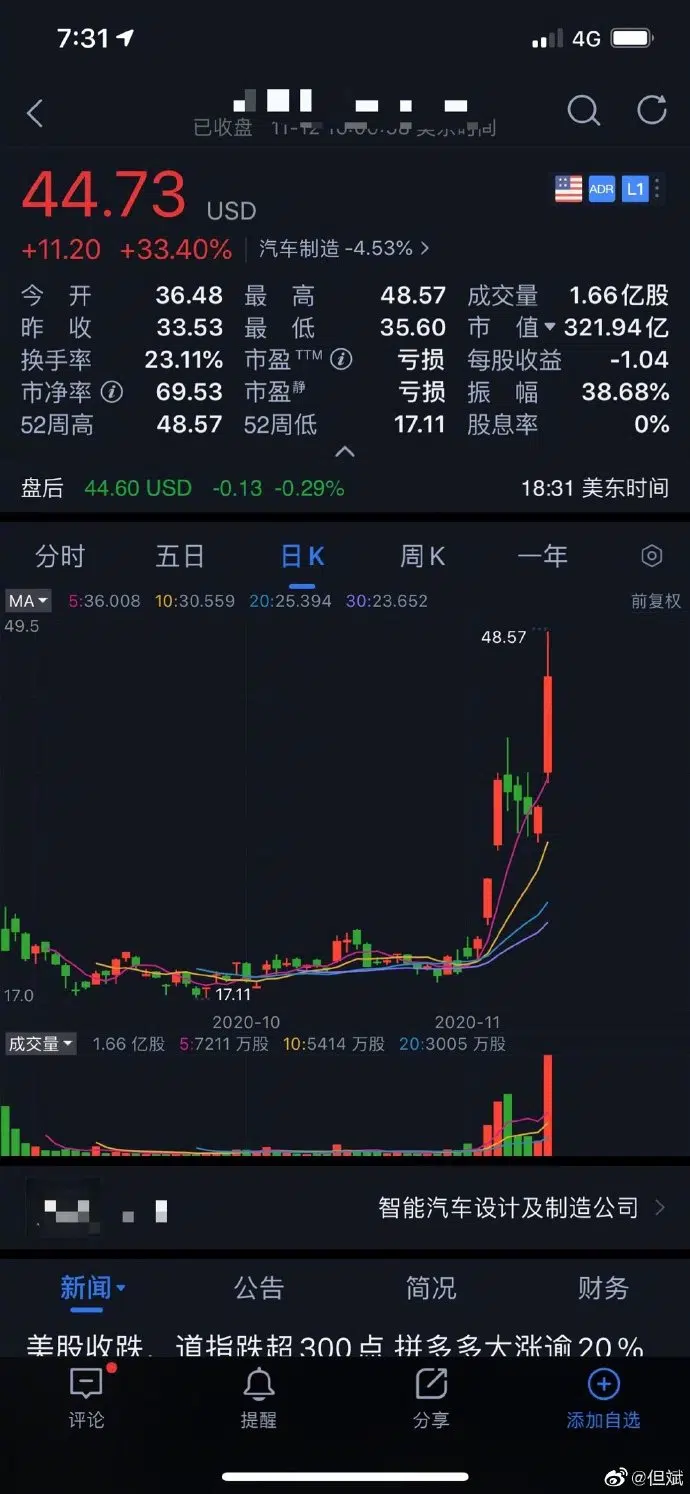 7:31 4G
已收盘
44.73 USD ADR L1
+11.20 +33.40% 汽车制造 -4.53%
今 开 36.48 最 高 48.57 成交量 1.66亿股
昨 收 33.53 最 低 35.60 市 值 321.94亿
换手率 23.11% 市盈TTM 亏损 每股收益 -1.04
市净率 69.53 市盈静 亏损 振 幅 38.68%
52周高 48.57 52周低 17.11 股息率 0%
盘后 44.60 USD -0.13 -0.29% 18:31 美东时间
分时 五日 日K 周K 一年
MA 5:36.008 10:30.559 20:25.394 30:23.652 前复权
49.5
48.57
17.0
17.11
2020-10 2020-11
成交量 1.66 亿股 5:7211 万股 10:5414 万股 20:3005 万股
智能汽车设计及制造公司
新闻 公告 简况 财务
美股收跌，道指跌超300点 拼多多大涨逾20%
评论 提醒 分享 添加自选
@但斌